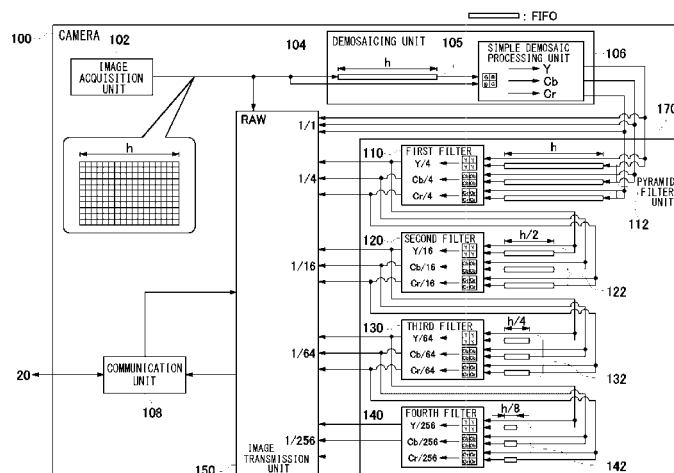 : FIFO
100
CAMERA
102
IMAGE
ACQUISITION
UNIT
104
DEMOSAICING UNIT
105
h
SIMPLE DEMOSAIC
PROCESSING UNIT
Y
Cb
Cr
106
170
h
RAW
1/1
110
FIRST FILTER
Y/4
Cb/4
Cr/4
1/4
h
PYRAMID
FILTER
UNIT
112
120
SECOND FILTER
Y/16
Cb/16
Cr/16
1/16
h/2
122
130
THIRD FILTER
Y/64
Cb/64
Cr/64
1/64
h/4
132
20
COMMUNICATION
UNIT
108
140
FOURTH FILTER
Y/256
Cb/256
Cr/256
1/256
h/8
142
150
IMAGE
TRANSMISSION
UNIT